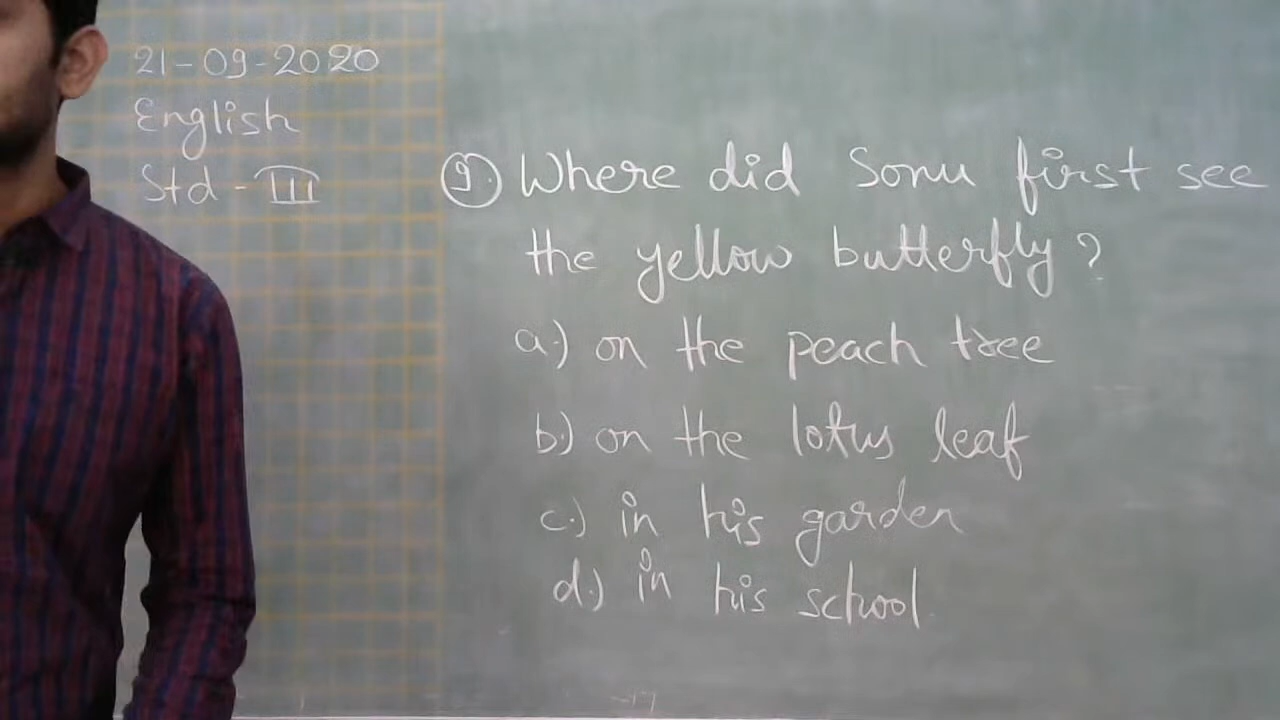 21-09-2020
English
Std - III
9. Where did Sonu first see
the yellow butterfly?
a.) on the peach tree
b.) on the lotus leaf
c.) in his garden
d.) in his school.